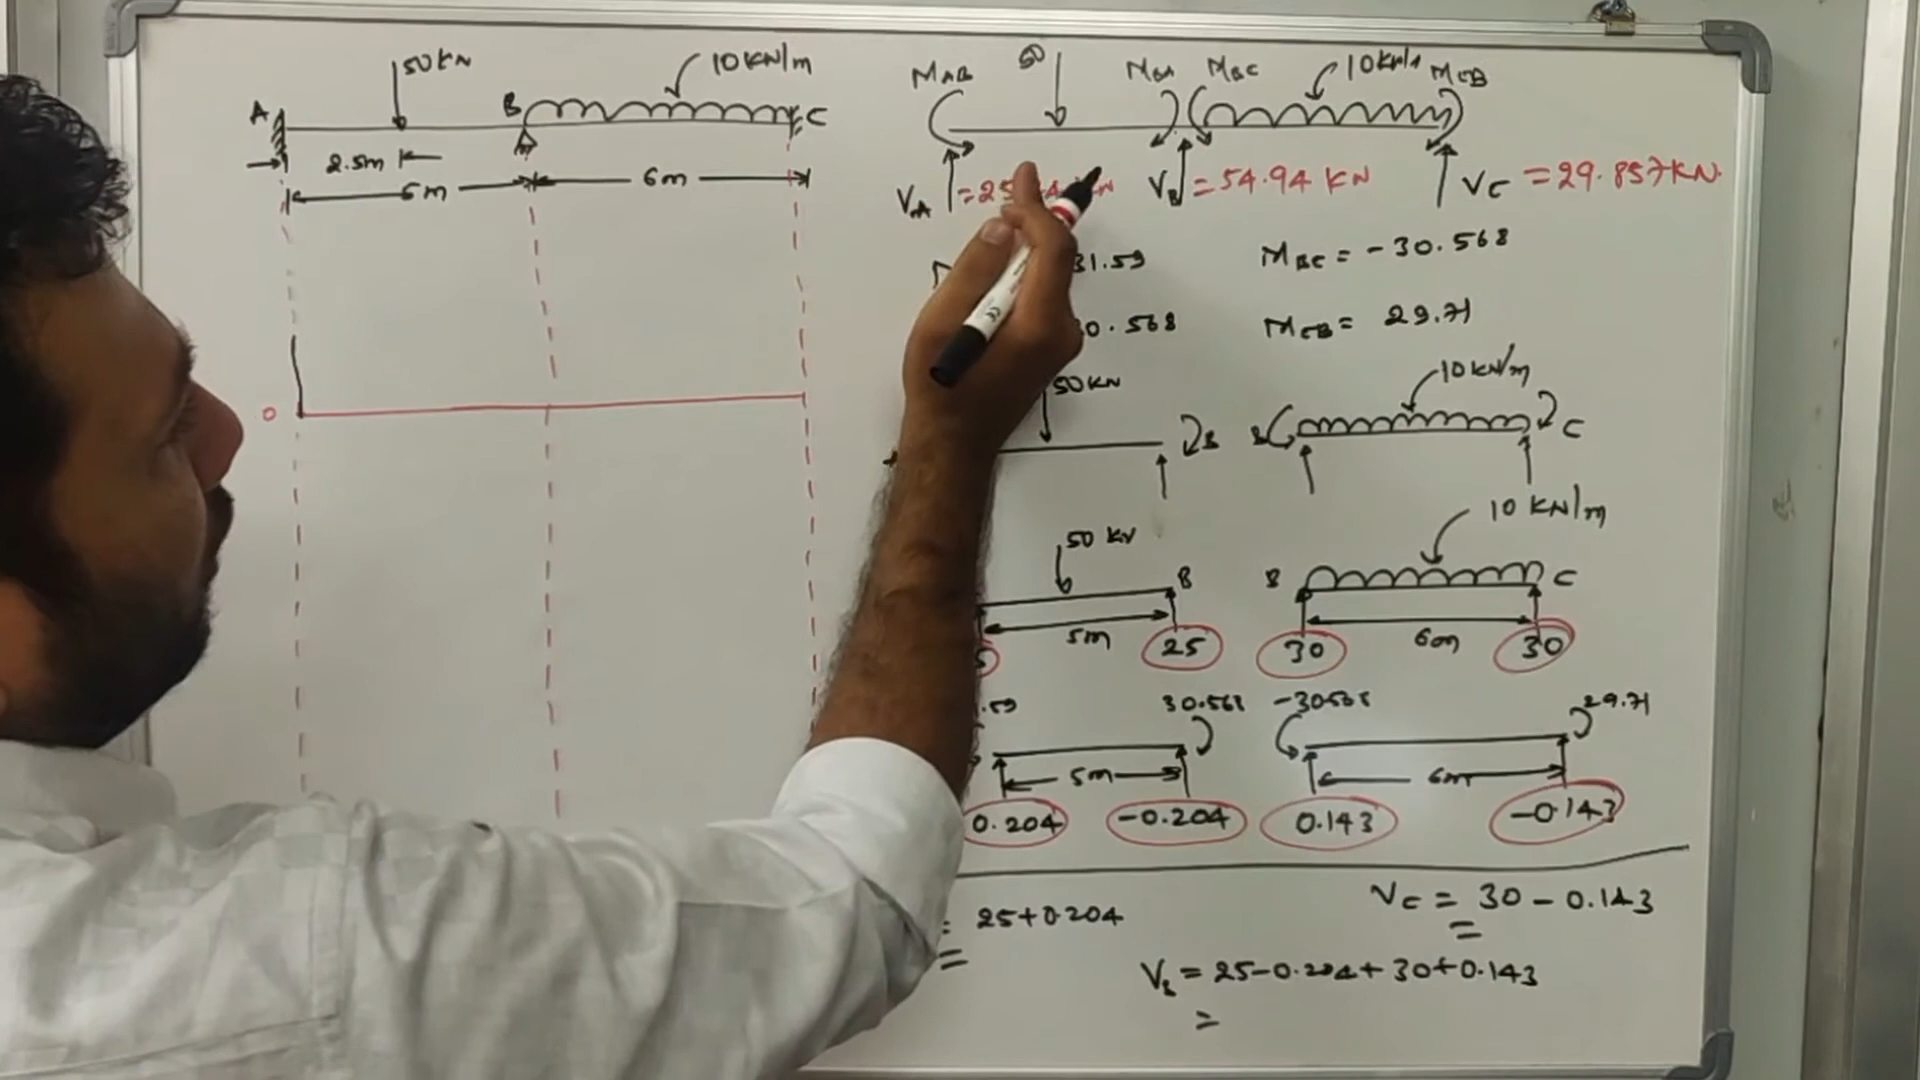 50KN
10KN/m
A
B
C
2.5m
5m
6m
MAB
50
MBA
MBC
10KN/m
MCB
VA
VB = 54.94 KN
VC = 29.857KN.
31.59
MBC = -30.568
0.568
MCB = 29.71
0
50KN
10KN/m
B
B
C
50 KN
B
5m
25
10 KN/m
B
C
6m
30
30
.59
30.568
-30.568
29.71
5m
6m
0.204
-0.204
0.143
-0.143
= 25+0.204
VC = 30 - 0.143
=
VB = 25-0.204+30+0.143
=